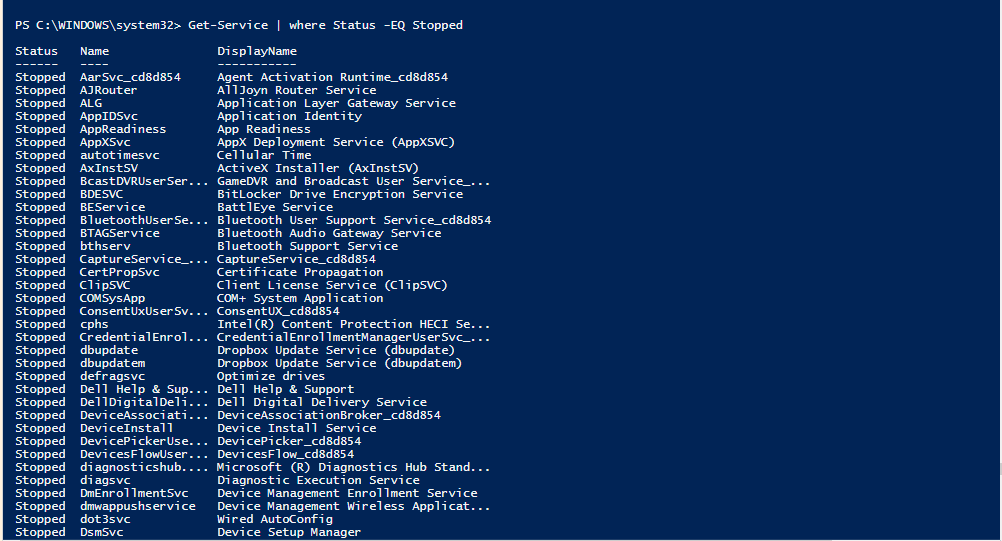 PS C:\WINDOWS\system32> Get-Service | where Status -EQ Stopped
Status Name DisplayName
------ ---- -----------
Stopped AarSvc_cd8d854 Agent Activation Runtime_cd8d854
Stopped AJRouter AllJoyn Router Service
Stopped ALG Application Layer Gateway Service
Stopped AppIDSvc Application Identity
Stopped AppReadiness App Readiness
Stopped AppXSvc AppX Deployment Service (AppXSVC)
Stopped autotimesvc Cellular Time
Stopped AxInstSV ActiveX Installer (AxInstSV)
Stopped BcastDVRUserSer... GameDVR and Broadcast User Service_...
Stopped BDESVC BitLocker Drive Encryption Service
Stopped BEService BattlEye Service
Stopped BluetoothUserSe... Bluetooth User Support Service_cd8d854
Stopped BTAGService Bluetooth Audio Gateway Service
Stopped bthserv Bluetooth Support Service
Stopped CaptureService_... CaptureService_cd8d854
Stopped CertPropSvc Certificate Propagation
Stopped ClipSVC Client License Service (ClipSVC)
Stopped COMSysApp COM+ System Application
Stopped ConsentUxUserSv... ConsentUX_cd8d854
Stopped cphs Intel(R) Content Protection HECI Se...
Stopped CredentialEnrol... CredentialEnrollmentManagerUserSvc_...
Stopped dbupdate Dropbox Update Service (dbupdate)
Stopped dbupdatem Dropbox Update Service (dbupdatem)
Stopped defragsvc Optimize drives
Stopped Dell Help & Sup... Dell Help & Support
Stopped DellDigitalDeli... Dell Digital Delivery Service
Stopped DeviceAssociati... DeviceAssociationBroker_cd8d854
Stopped DeviceInstall Device Install Service
Stopped DevicePickerUse... DevicePicker_cd8d854
Stopped DevicesFlowUser... DevicesFlow_cd8d854
Stopped diagnosticshub.... Microsoft (R) Diagnostics Hub Stand...
Stopped diagsvc Diagnostic Execution Service
Stopped DmEnrollmentSvc Device Management Enrollment Service
Stopped dmwappushservice Device Management Wireless Applicat...
Stopped dot3svc Wired AutoConfig
Stopped DsmSvc Device Setup Manager